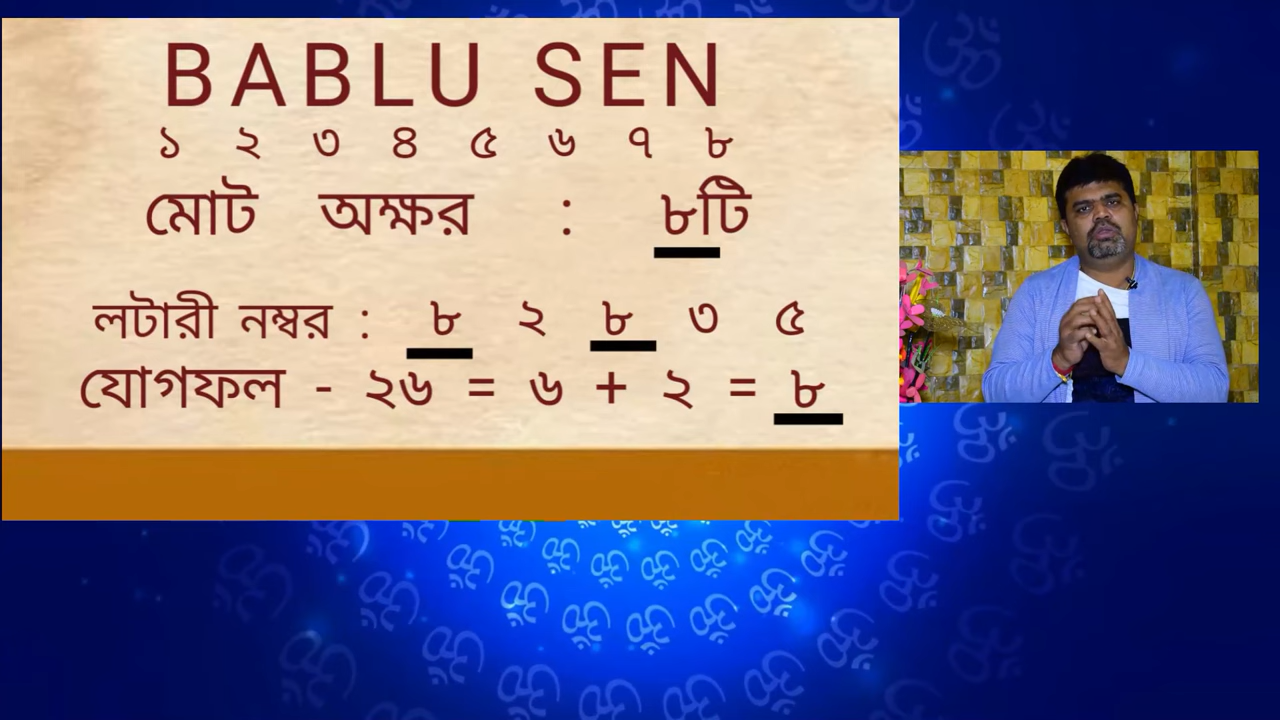 BABLU SEN
১ ২ ৩ ৪ ৫ ৬ ৭ ৮
মোট অক্ষর : ৮টি
লটারী নম্বর : ৮ ২ ৮ ৩ ৫
যোগফল - ২৬ = ৬ + ২ = ৮